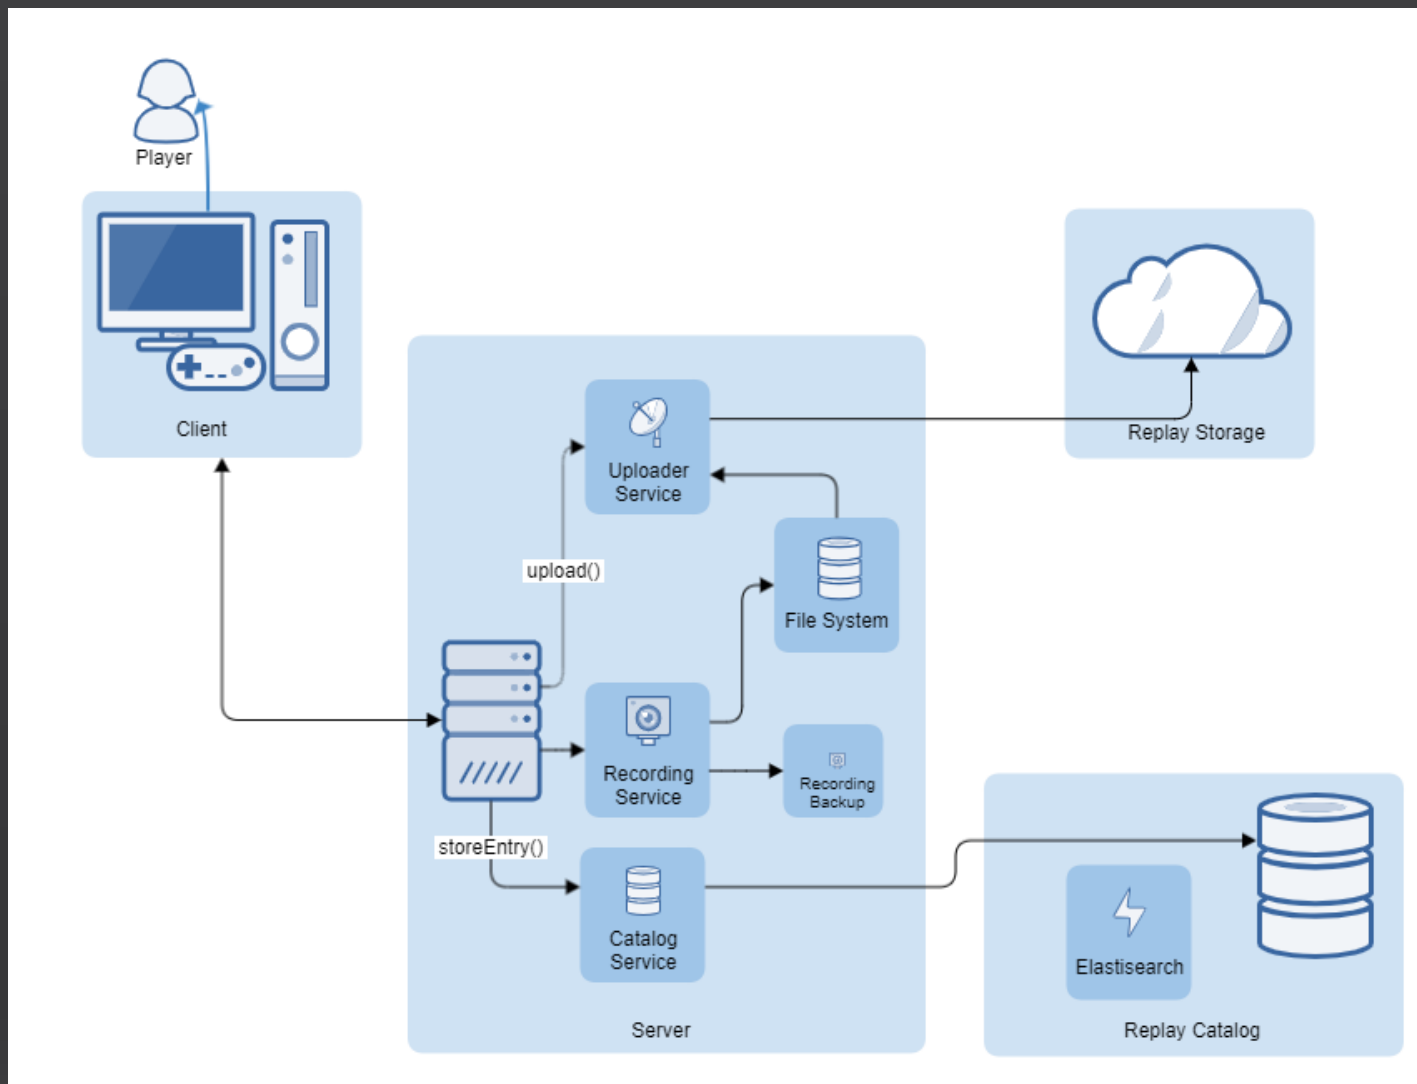 Player
Client
Replay Storage
Uploader
Service
upload()
File System
Recording
Service
Recording
Backup
storeEntry()
Catalog
Service
Elastisearch
Server
Replay Catalog